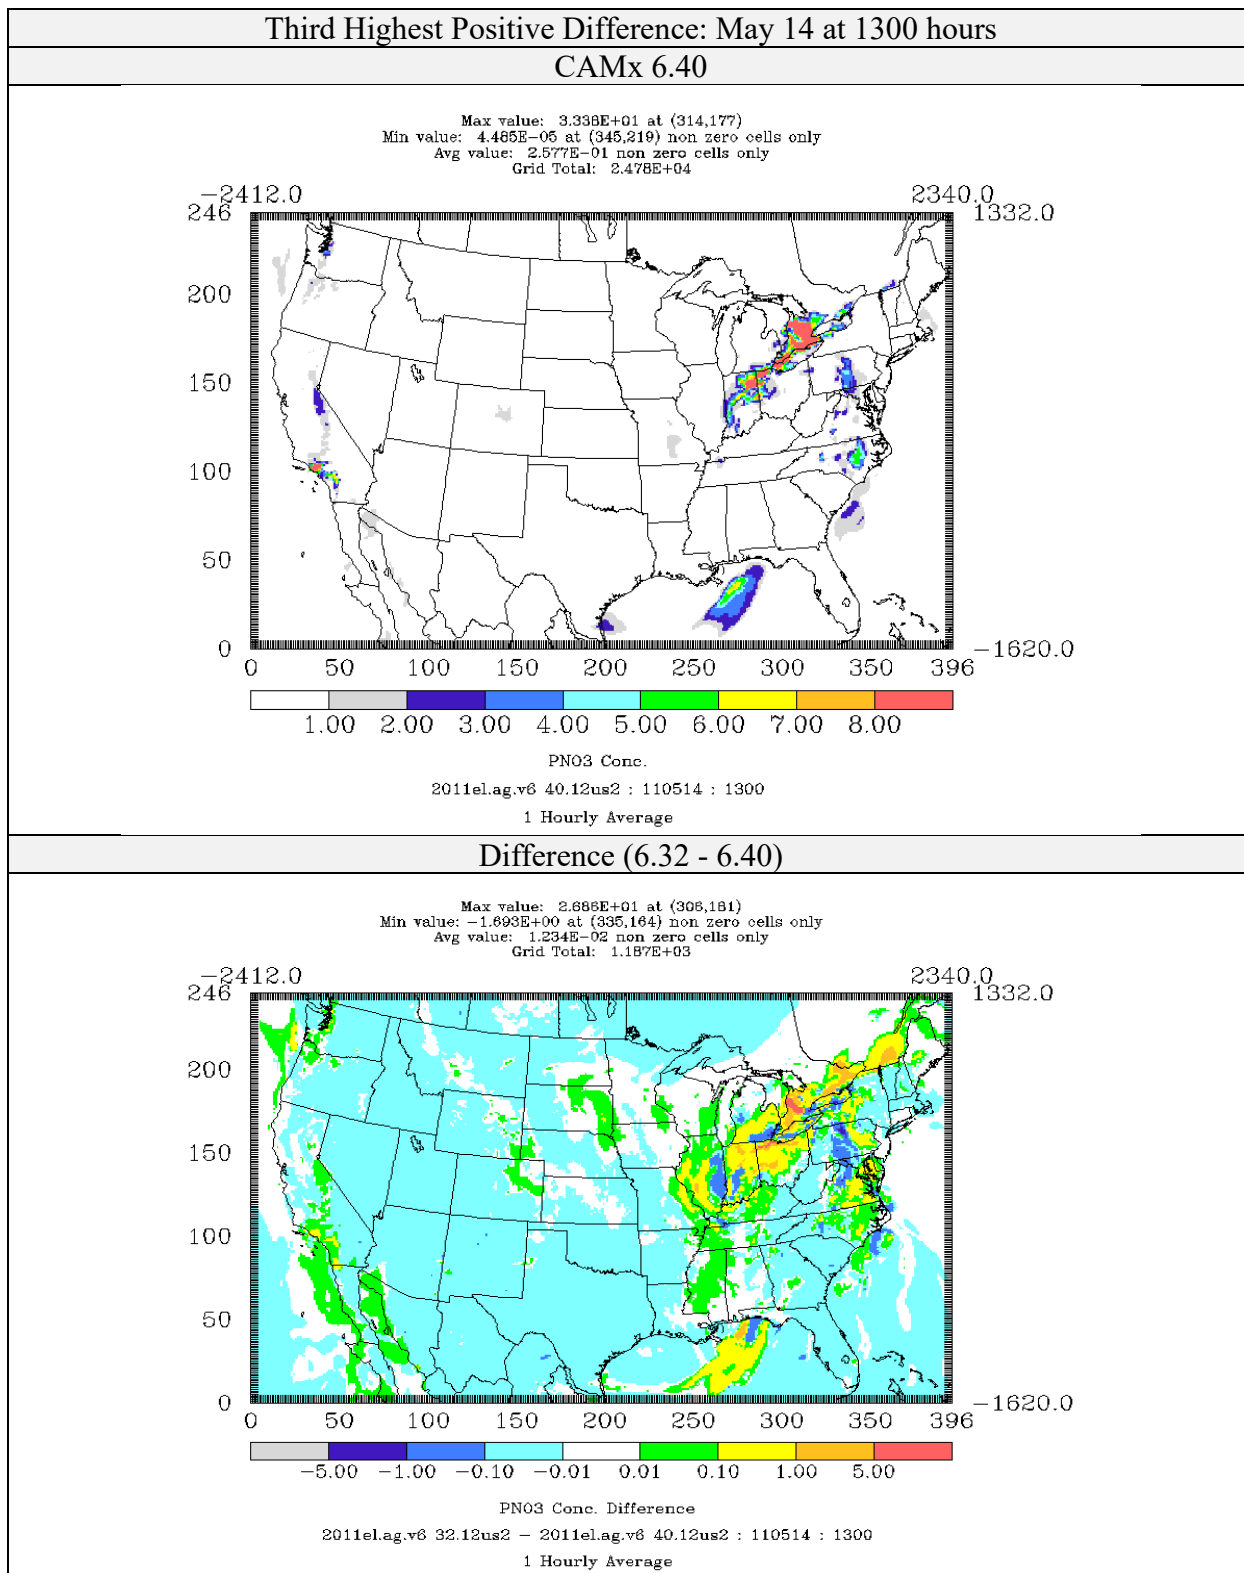 Third Highest Positive Difference: May 14 at 1300 hours
CAMx 6.40
Max value: 3.338E+01 at (314,177)
Min value: 4.485E-05 at (345,219) non zero cells only
Avg value: 2.577E-01 non zero cells only
Grid Total: 2.478E+04
-2412.0 2340.0
246 1332.0
200
150
100
50
0 -1620.0
0 50 100 150 200 250 300 350 396
1.00 2.00 3.00 4.00 5.00 6.00 7.00 8.00
PNO3 Conc.
2011el.ag.v6 40.12us2 : 110514 : 1300
1 Hourly Average
Difference (6.32 - 6.40)
Max value: 2.686E+01 at (306,181)
Min value: -1.693E+00 at (335,164) non zero cells only
Avg value: 1.234E-02 non zero cells only
Grid Total: 1.187E+03
-2412.0 2340.0
246 1332.0
200
150
100
50
0 -1620.0
0 50 100 150 200 250 300 350 396
-5.00 -1.00 -0.10 -0.01 0.01 0.10 1.00 5.00
PNO3 Conc. Difference
2011el.ag.v6 32.12us2 - 2011el.ag.v6 40.12us2 : 110514 : 1300
1 Hourly Average